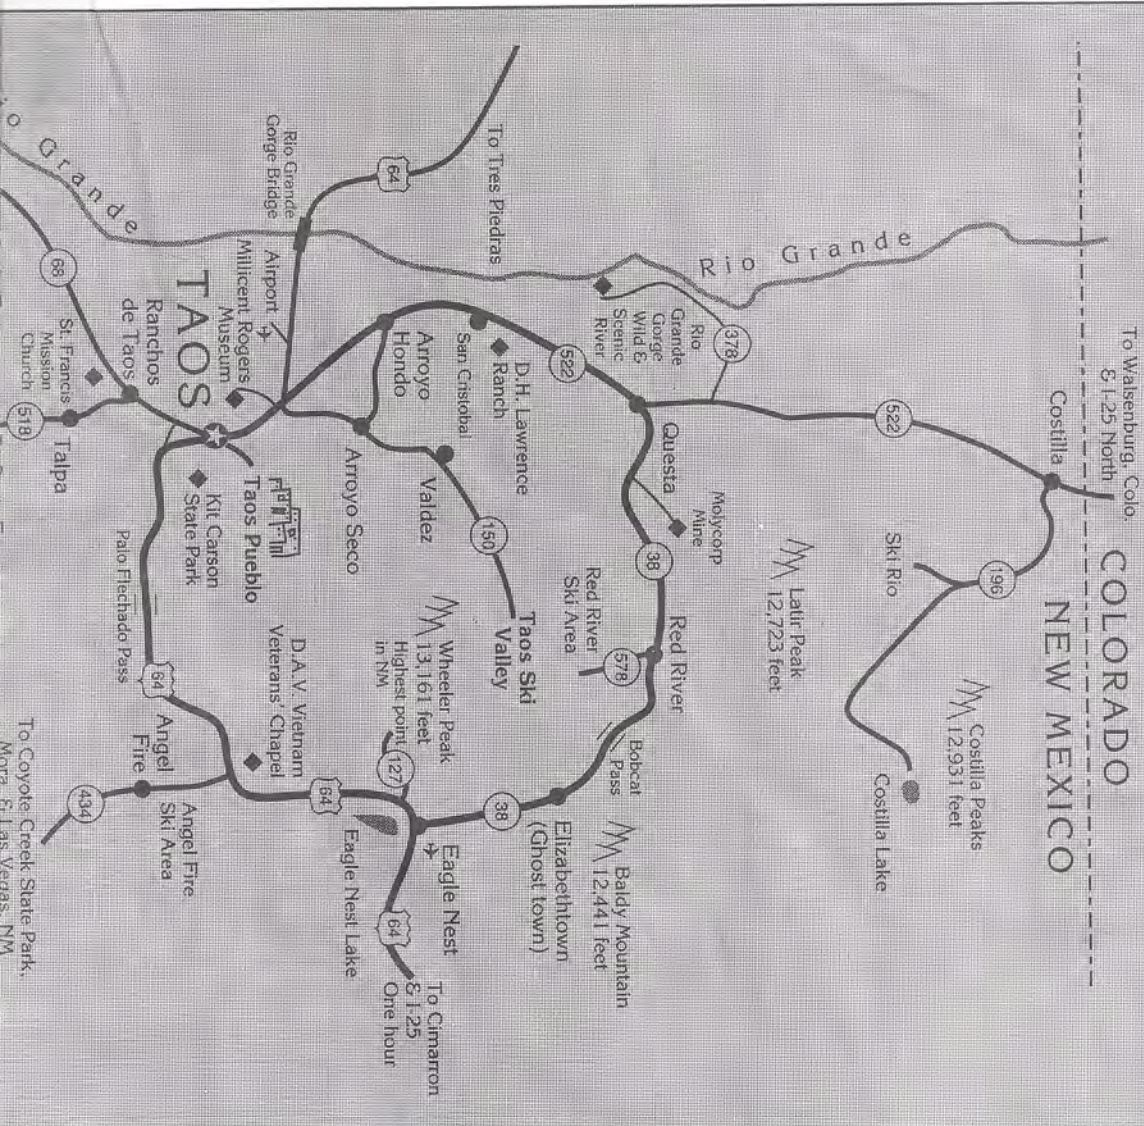 To Walsenburg, Colo.
& I-25 North
COLORADO
NEW MEXICO
Costilla
196
Ski Rio
Costilla Peaks
12,931 feet
Costilla Lake
522
Rio Grande
Latir Peak
12,723 feet
378
Rio
Grande
Gorge
Wild &
Scenic
River
Questa
Molycorp
Mine
38
Red River
578
Red River
Ski Area
Bobcat
Pass
Baldy Mountain
12,441 feet
Elizabethtown
(Ghost town)
38
522
D.H. Lawrence
Ranch
San Cristobal
To Tres Piedras
64
Arroyo
Hondo
Valdez
150
Taos Ski
Valley
Wheeler Peak
13,161 feet
Highest point
in NM
127
Eagle Nest
64
To Cimarron
& I-25
One hour
Eagle Nest Lake
64
Arroyo Seco
Rio Grande
Gorge Bridge
Airport
Millicent Rogers
Museum
TAOS
Taos Pueblo
Kit Carson
State Park
D.A.V. Vietnam
Veterans' Chapel
Ranchos
de Taos
Palo Flechado Pass
64
Angel
Fire
Angel Fire
Ski Area
434
68
St. Francis
Mission
Church
Talpa
518
o Grande
To Coyote Creek State Park,
Mora, & Las Vegas, NM